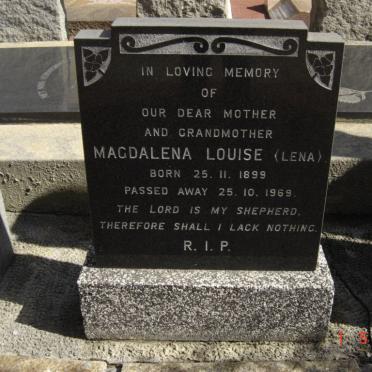 IN LOVING MEMORY
OF
OUR DEAR MOTHER
AND GRANDMOTHER
MAGDALENA LOUISE (LENA).
BORN 25. 11. 1899
PASSED AWAY 25. 10. 1969.
THE LORD IS MY SHEPHERD,
THEREFORE SHALL I LACK NOTHING.
R. I. P.